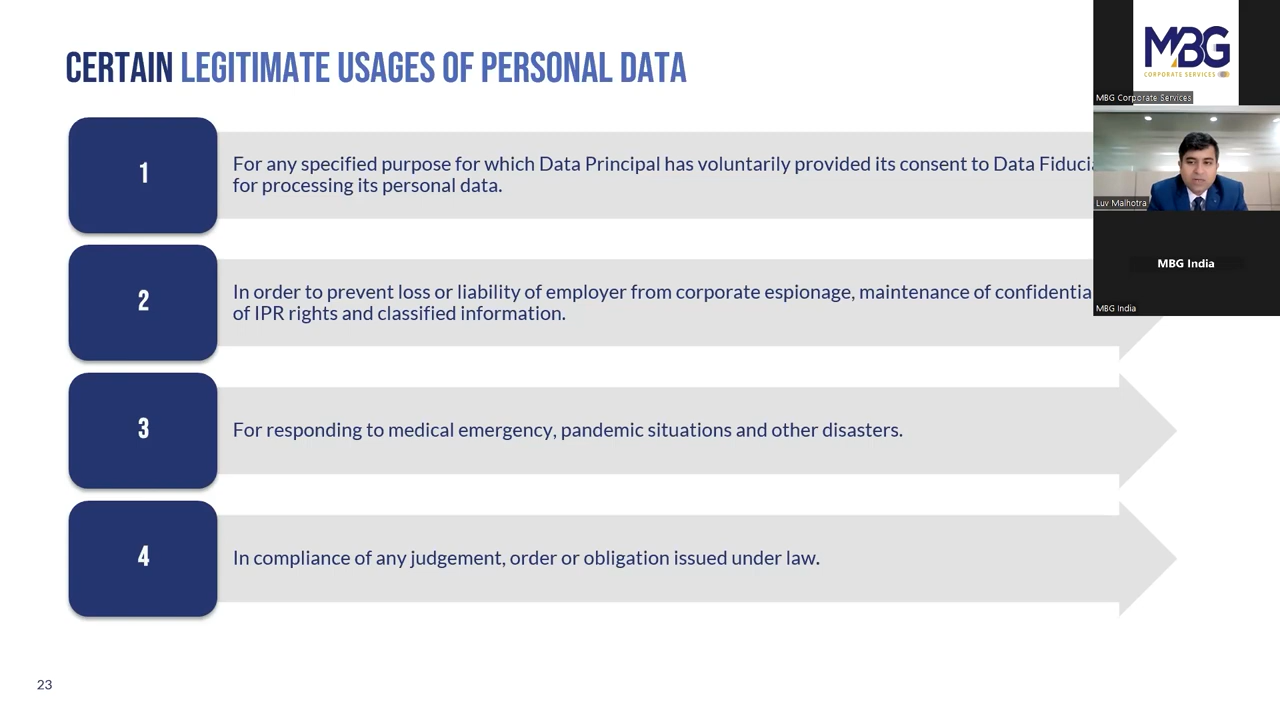 CERTAIN LEGITIMATE USAGES OF PERSONAL DATA
1
For any specified purpose for which Data Principal has voluntarily provided its consent to Data
for processing its personal data.
2
In order to prevent loss or liability of employer from corporate espionage, maintenance of
of IPR rights and classified information.
3
For responding to medical emergency, pandemic situations and other disasters.
4
In compliance of any judgement, order or obligation issued under law.
23
MBG
CORPORATE SERVICES
MBG Corporate Services
Luv Malhotra
MBG India
MBG India